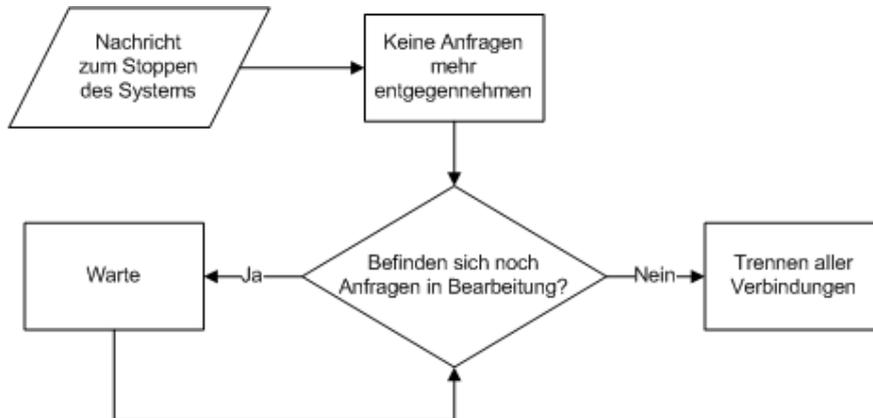 Nachricht
zum Stoppen
des Systems
Keine Anfragen
mehr
entgegennehmen
Befinden sich noch
Anfragen in Bearbeitung?
Warte
Ja
Nein
Trennen aller
Verbindungen